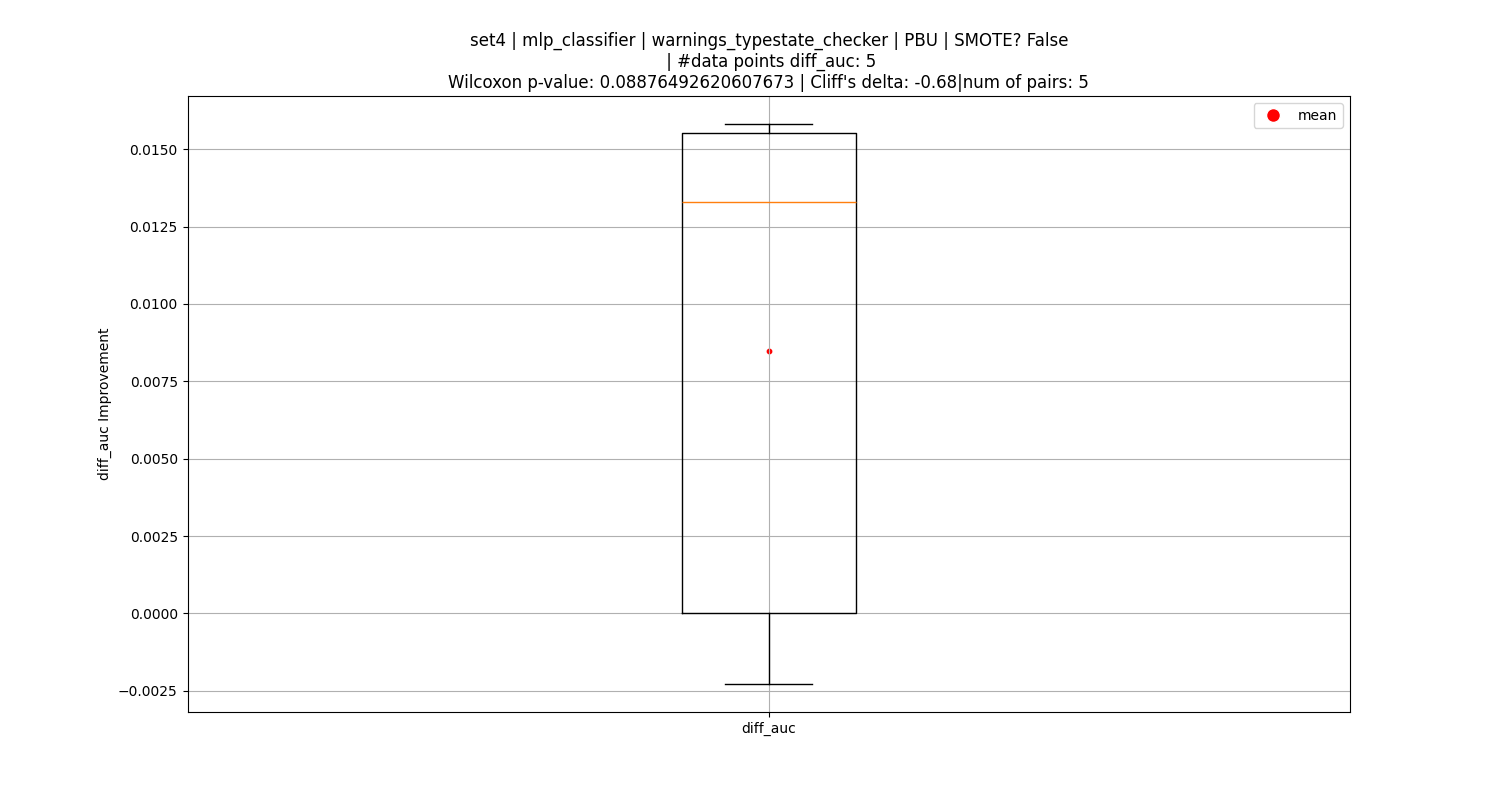 set4 | mlp_classifier | warnings_typestate_checker | PBU | SMOTE? False
| #data points diff_auc: 5
Wilcoxon p-value: 0.08876492620607673 | Cliff's delta: -0.68|num of pairs: 5
mean
0.0150
0.0125
0.0100
0.0075
0.0050
0.0025
0.0000
−0.0025
diff_auc Improvement
diff_auc